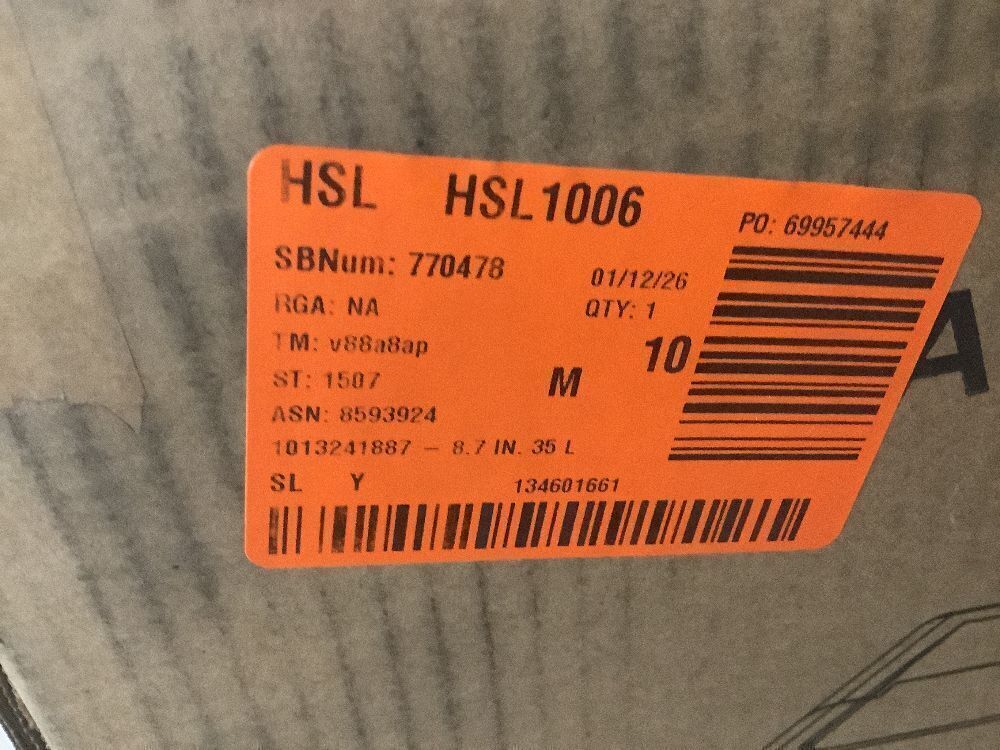 HSL HSL1006
PO: 69957444
SBNum: 770478
01/12/26
RGA: NA
QTY: 1
TM: v88a8ap
10
ST: 1507
M
ASN: 8593924
1013241887 – 8.7 IN. 35 L
SL Y
134601661
A